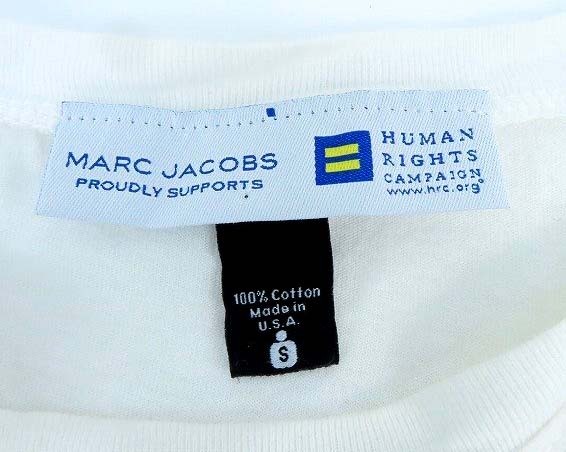 MARC JACOBS
PROUDLY SUPPORTS
HUMAN
RIGHTS
CAMPAIGN
www.hrc.org
100% Cotton
Made in
U.S.A.
S